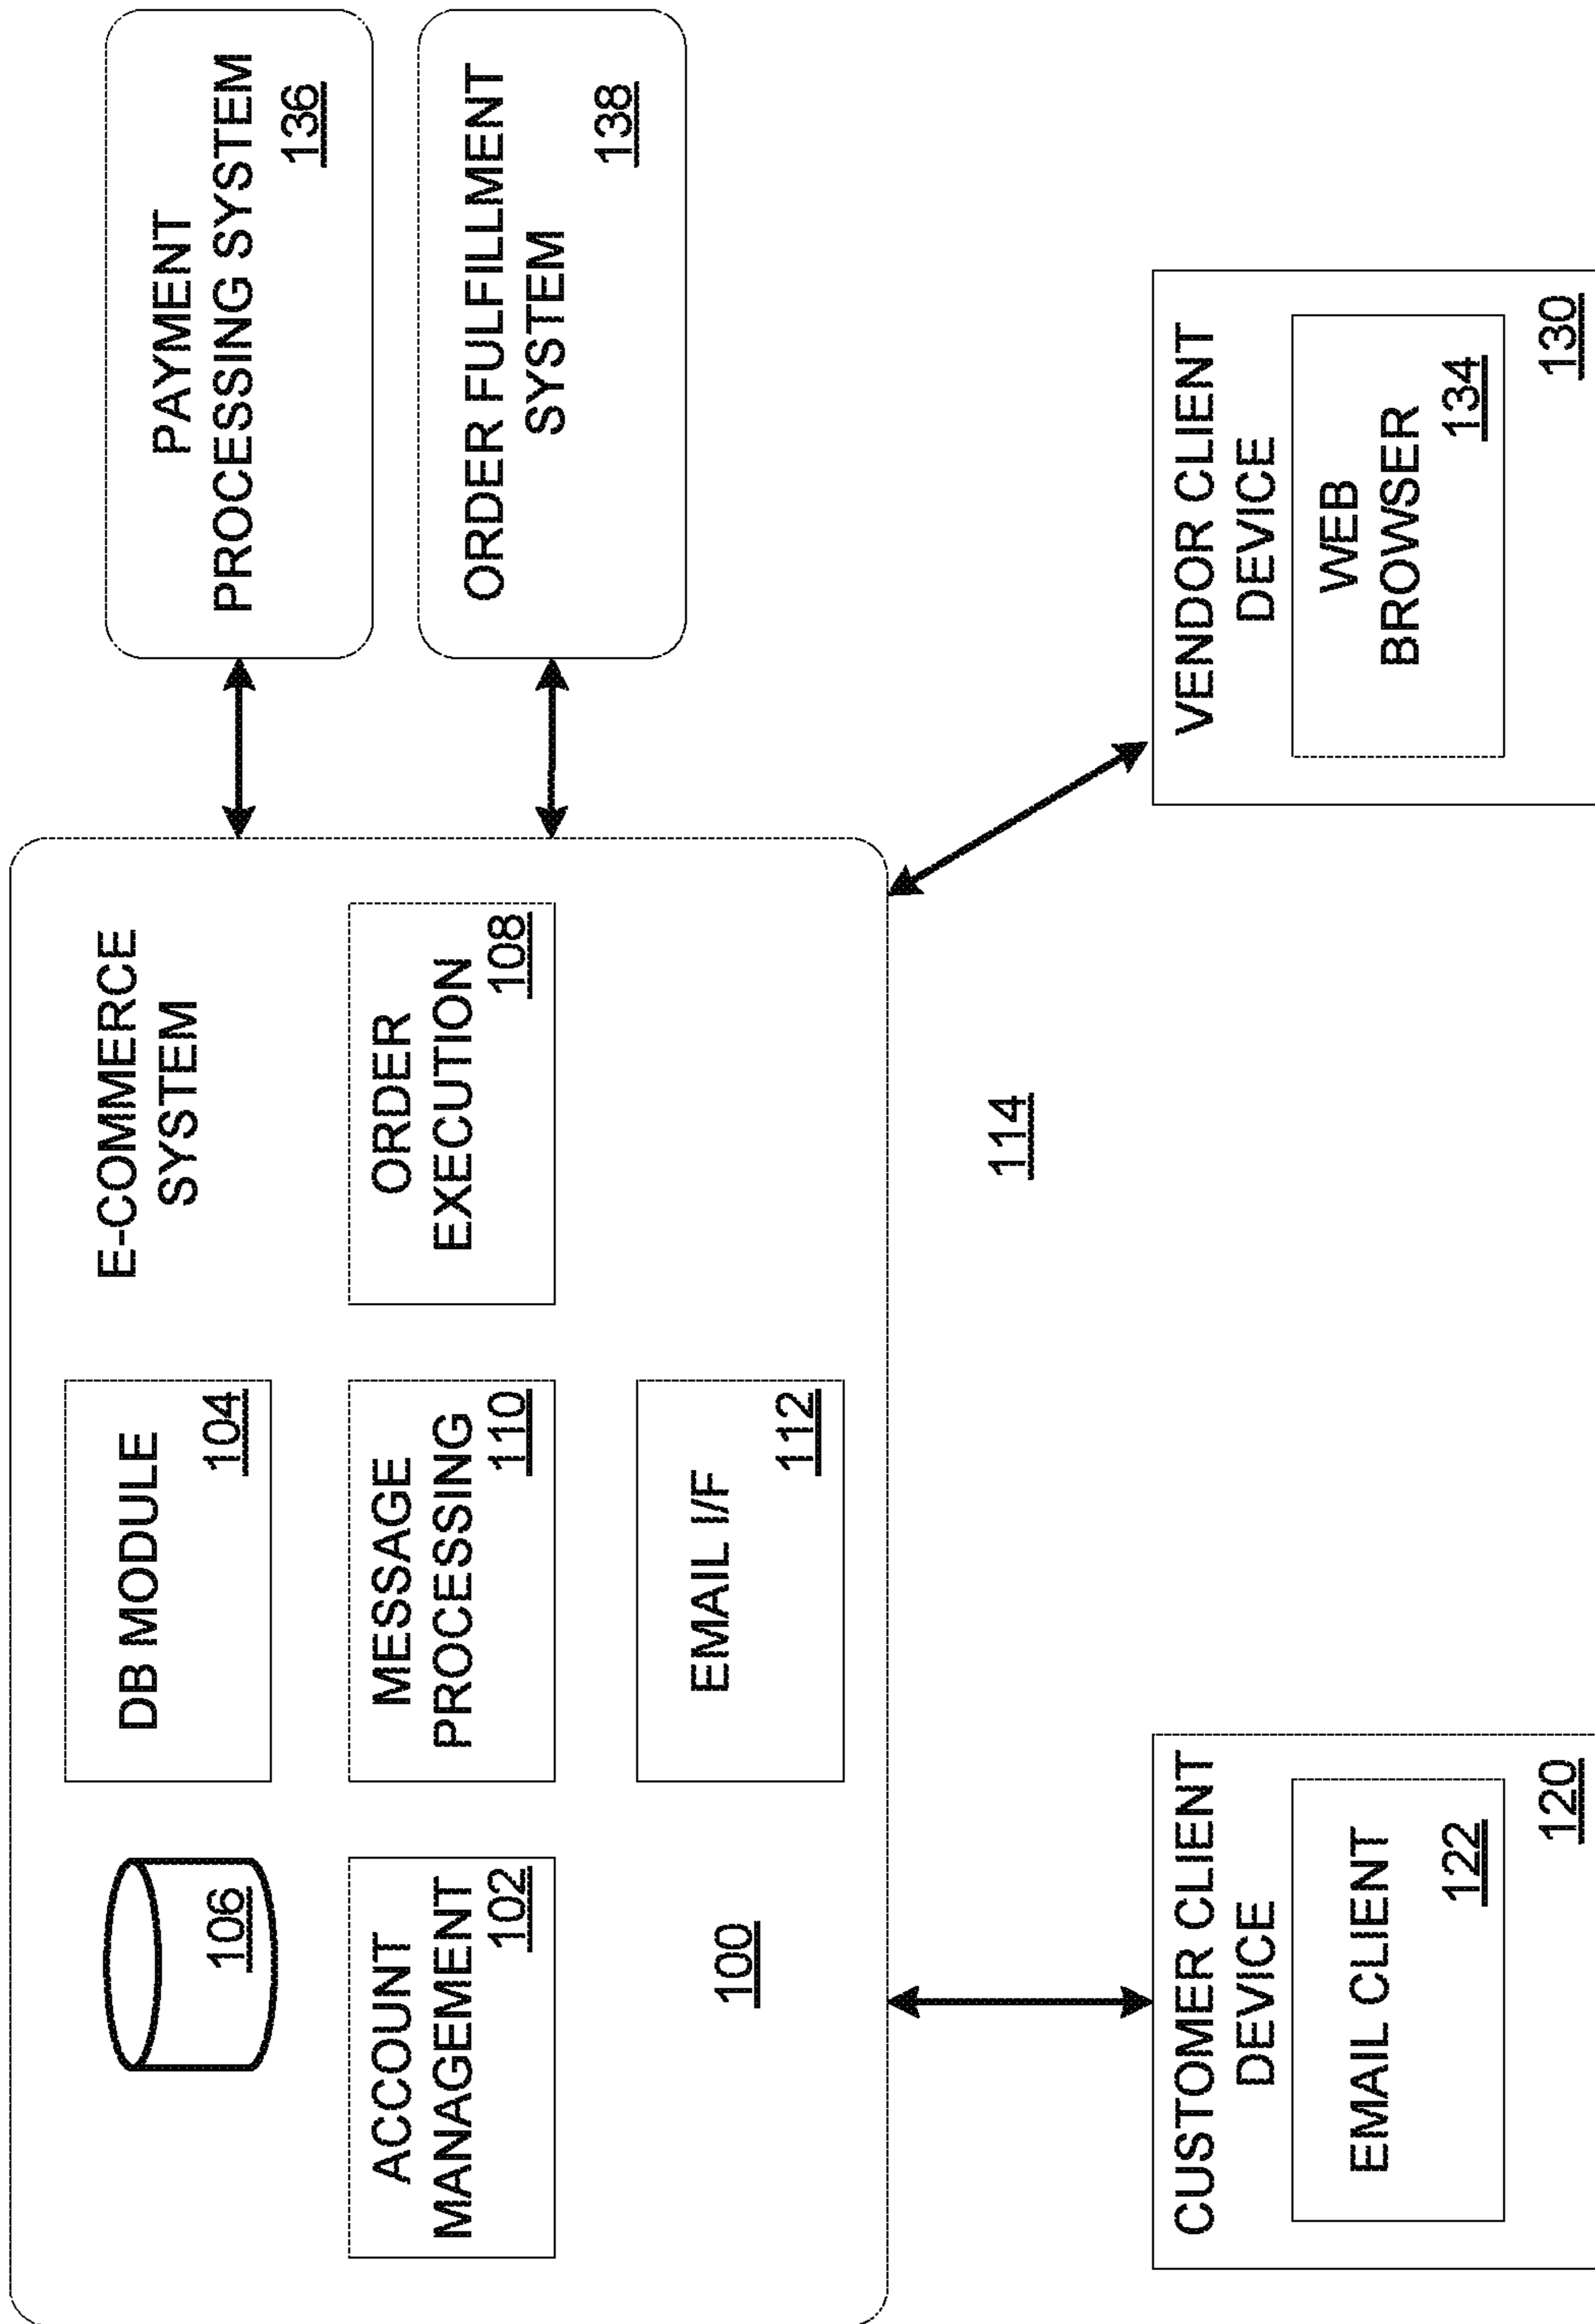 E-COMMERCE
SYSTEM
106
DB MODULE
104
ACCOUNT
MANAGEMENT
102
MESSAGE
PROCESSING
110
ORDER
EXECUTION
108
EMAIL I/F
112
100
PAYMENT
PROCESSING SYSTEM
136
ORDER FULFILLMENT
SYSTEM
138
114
CUSTOMER CLIENT
DEVICE
EMAIL CLIENT
122
120
VENDOR CLIENT
DEVICE
WEB
BROWSER
134
130